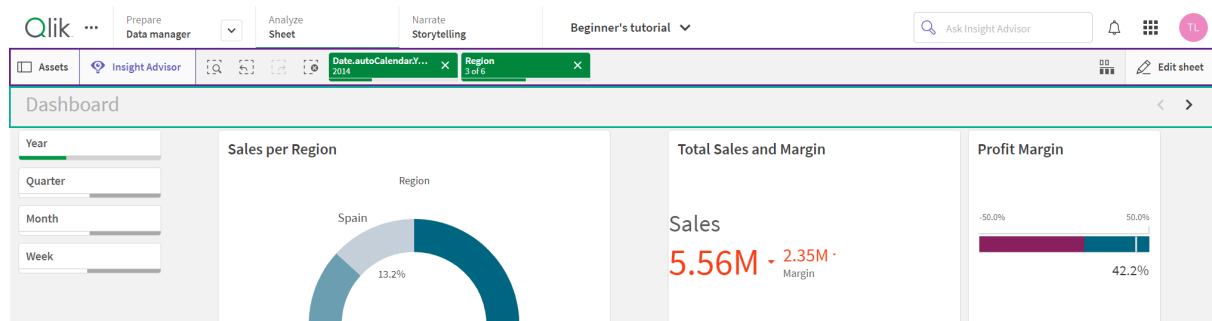 Qlik
Prepare
Data manager
Analyze
Sheet
Narrate
Storytelling
Beginner's tutorial
Ask Insight Advisor
TL
Assets
Insight Advisor
Date.autoCalendar.Y...
2014
Region
3 of 6
Edit sheet
Dashboard
Year
Quarter
Month
Week
Sales per Region
Region
Spain
13.2%
Total Sales and Margin
Sales
5.56M
2.35M
Margin
Profit Margin
-50.0% 50.0%
42.2%